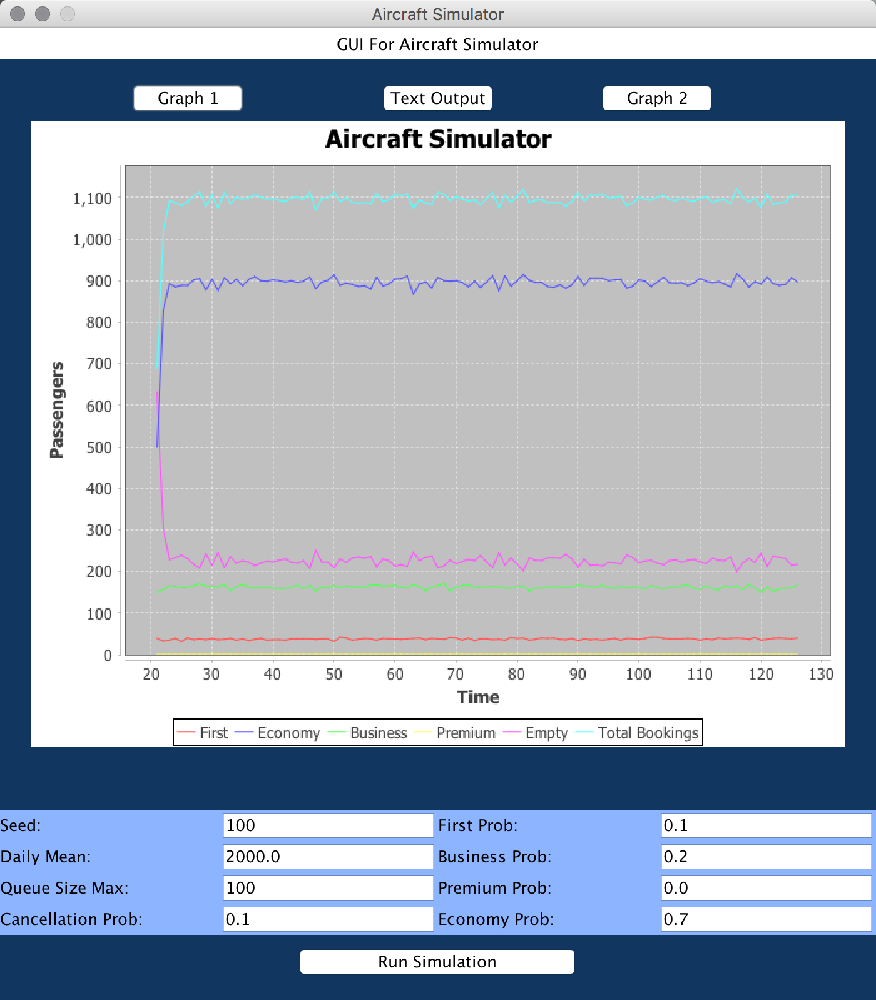 Aircraft Simulator
GUI For Aircraft Simulator
Graph 1 Text Output Graph 2
Aircraft Simulator
1,100
1,000
900
800
700
600
500
400
300
200
100
0
Passengers
20 30 40 50 60 70 80 90 100 110 120 130
Time
First Economy Business Premium Empty Total Bookings
Seed: 100 First Prob: 0.1
Daily Mean: 2000.0 Business Prob: 0.2
Queue Size Max: 100 Premium Prob: 0.0
Cancellation Prob: 0.1 Economy Prob: 0.7
Run Simulation